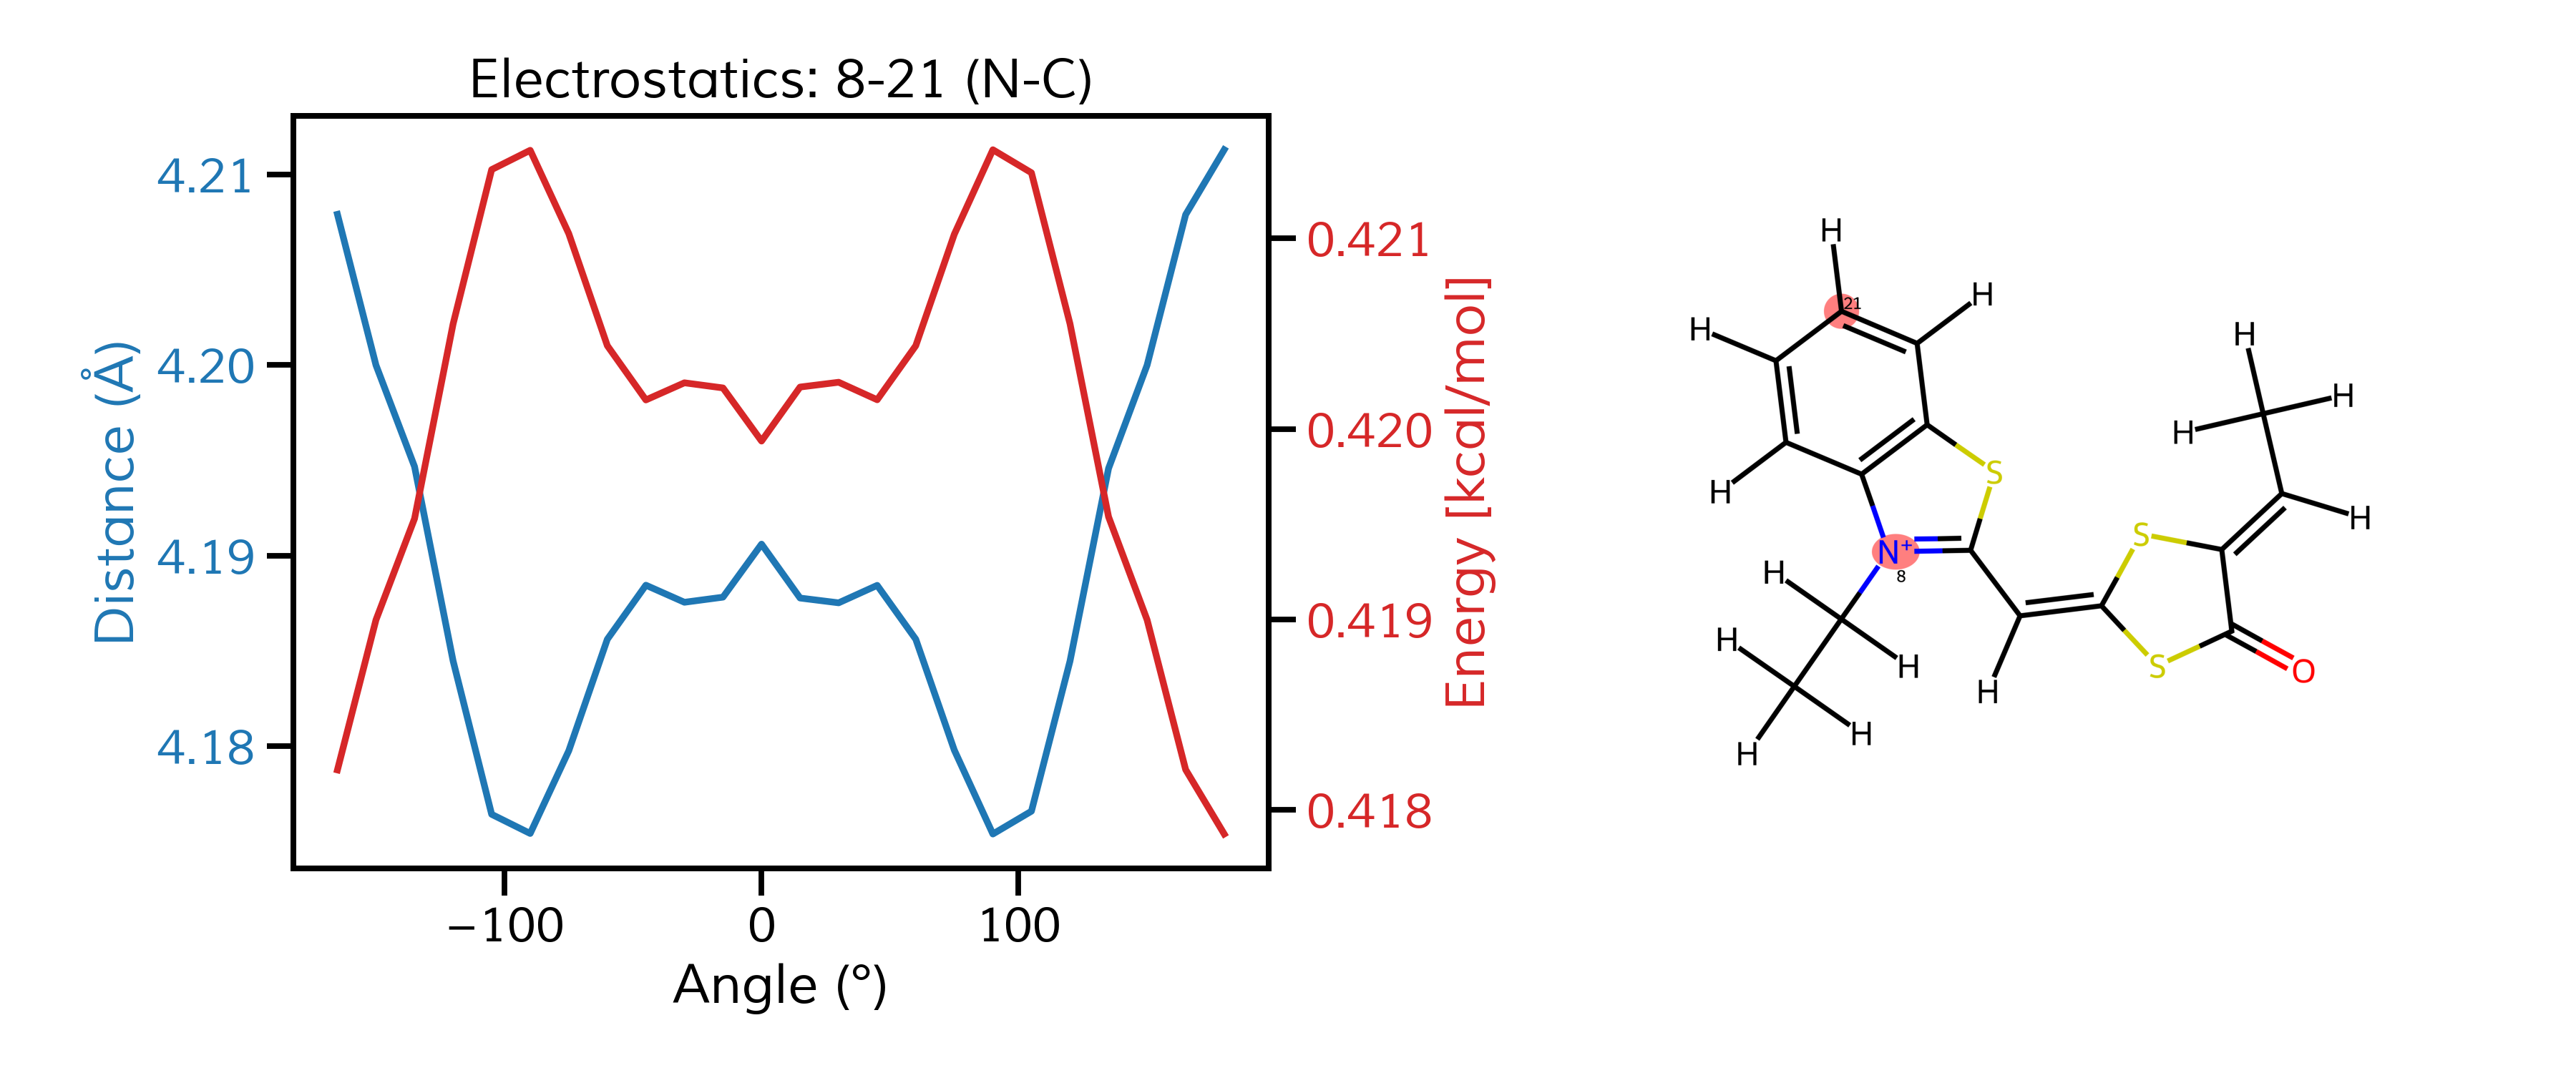 Electrostatics: 8-21 (N-C)
Distance (Å)
4.21
4.20
4.19
4.18
−100
0
100
Angle (°)
0.421
0.420
0.419
0.418
Energy [kcal/mol]
H
H
21
H
H
H
H
H
S
H
S
N+
8
H
H
H
S
O
H
H
H